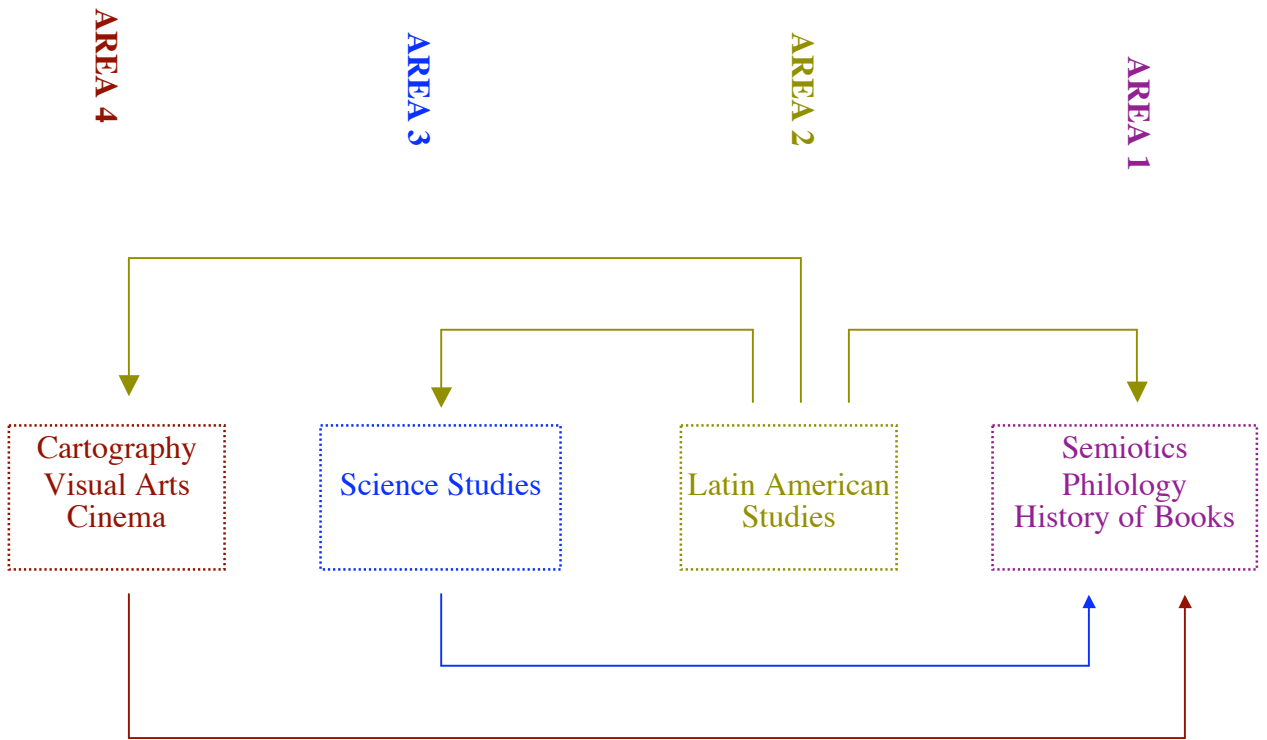 AREA 4
AREA 3
AREA 2
AREA 1
Cartography
Visual Arts
Cinema
Science Studies
Latin American
Studies
Semiotics
Philology
History of Books